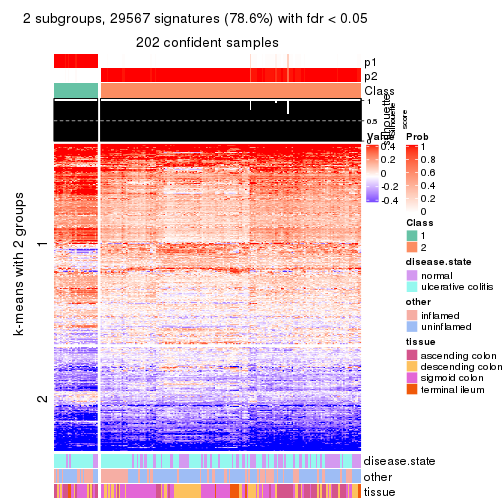 2 subgroups, 29567 signatures (78.6%) with fdr < 0.05
202 confident samples
p1
p2
Class
1
0.5
0
silhouette
score
k-means with 2 groups
1
2
Value
0.4
0.2
0
-0.2
-0.4
Prob
1
0.8
0.6
0.4
0.2
0
Class
1
2
disease.state
normal
ulcerative colitis
other
inflamed
uninflamed
tissue
ascending colon
descending colon
sigmoid colon
terminal ileum
disease.state
other
tissue